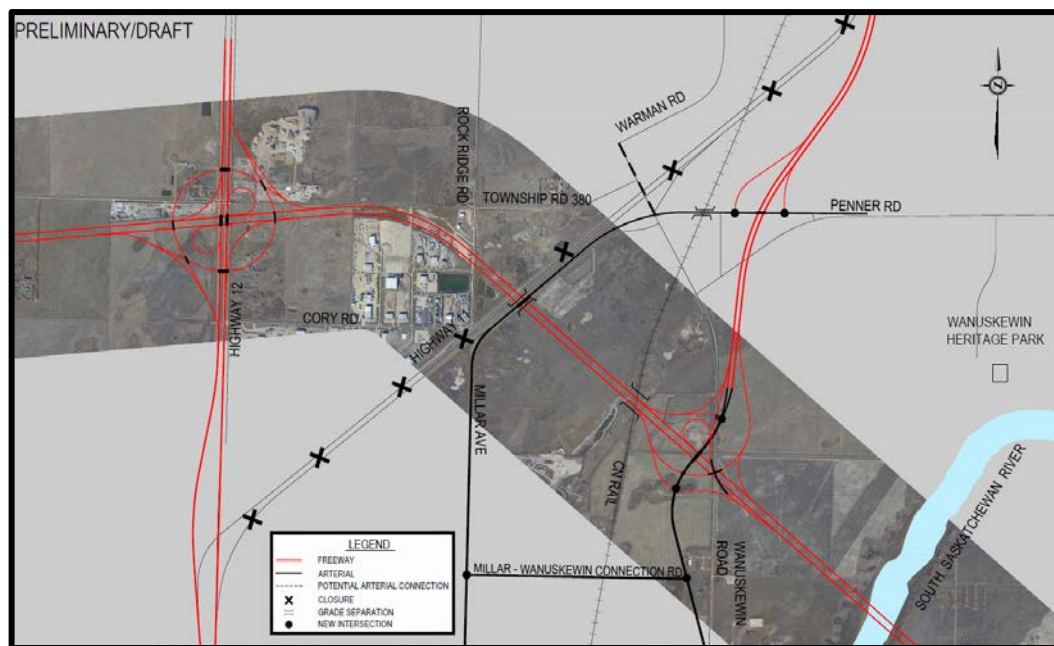 PRELIMINARY/DRAFT
ROCK RIDGE RD
WARMAN RD
TOWNSHIP RD 380
PENNER RD
HIGHWAY 12
CORY RD
HIGHWAY 11
WANUSKEWIN
HERITAGE PARK
MILLAR AVE
CN RAIL
WANUSKEWIN
ROAD
SOUTH SASKATCHEWAN RIVER
MILLAR - WANUSKEWIN CONNECTION RD
LEGEND
FREEWAY
ARTERIAL
POTENTIAL ARTERIAL CONNECTION
CLOSURE
GRADE SEPARATION
NEW INTERSECTION